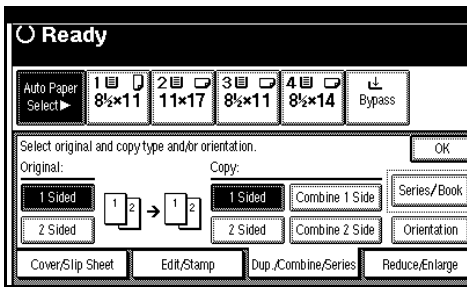 Ready
Auto Paper Select▶
1 8½×11
2 11×17
3 8½×11
4 8½×14
Bypass
Select original and copy type and/or orientation.
OK
Original:
Copy:
1 Sided
1 2 → 1 2
1 Sided
Combine 1 Side
Series/Book
2 Sided
2 Sided
Combine 2 Side
Orientation
Cover/Slip Sheet
Edit/Stamp
Dup./Combine/Series
Reduce/Enlarge